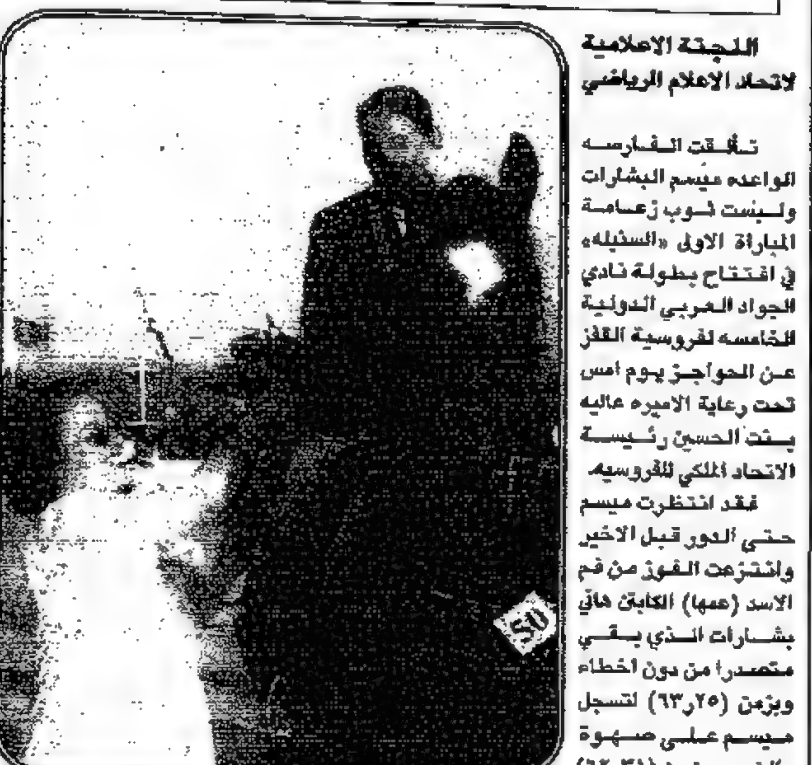 اللجنة الاعلامية
لاتحاد الاعلام الرياضي
تألقت الفارسه
الواعده ميسم البشارات
ولبست ثوب زعامة
المباراة الاولى «السنيله»
في افتتاح بطولة نادي
الجواد العربي الدولية
الخامسه لفروسية القفز
عن الحواجز يوم امس
تحت رعاية الاميره عاليه
بنت الحسين رئيسة
الاتحاد الملكي للفروسيه.
فقد انتظرت ميسم
حتى الدور قبل الاخير
وانتزعت الفوز من فم
الاسد (عمها) الكابتن هاني
بشارات الذي بقي
متصدرا من دون اخطاء
وبزمن (٦٣٫٢٥) لتسجل
ميسم على صهوة
50